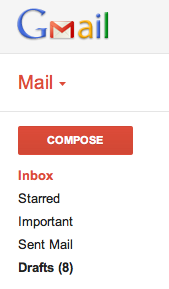 Gmail
Mail
COMPOSE
Inbox
Starred
Important
Sent Mail
Drafts (8)